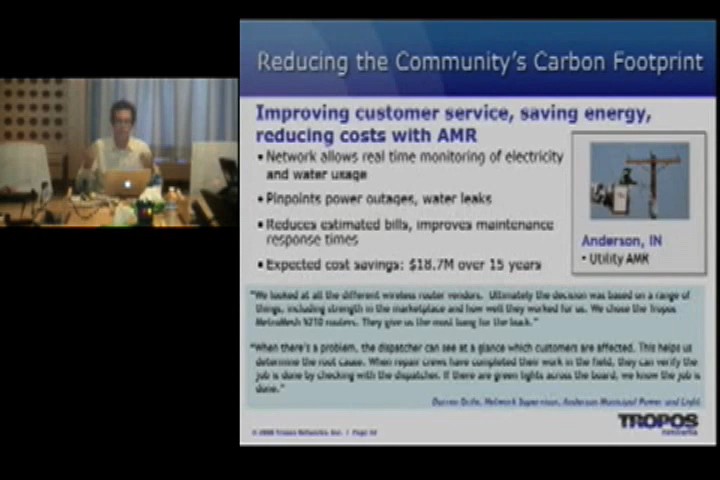 Reducing the Community's Carbon Footprint
Improving customer service, saving energy,
reducing costs with AMR
• Network allows real time monitoring of electricity
and water usage
• Pinpoints power outages, water leaks
• Reduces estimated bills, improves maintenance
response times
• Expected cost savings: $18.7M over 15 years
Anderson, IN
• Utility AMR
"We looked at all the different wireless router vendors. Ultimately the decision was based on a range of
things, including strength in the marketplace and how well they worked for us. We chose the Tropos
MetroMesh 5210 routers. They give us the most bang for the buck."
"When there's a problem, the dispatcher can see at a glance which customers are affected. This helps us
determine the root cause. When repair crews have completed their work in the field, they can verify the
job is done by checking with the dispatcher. If there are green lights across the board, we know the job is
done."
Network Supervisor, Anderson Municipal Power and Light
TROPOS
networks
© 2008 Tropos Networks, Inc. / Page